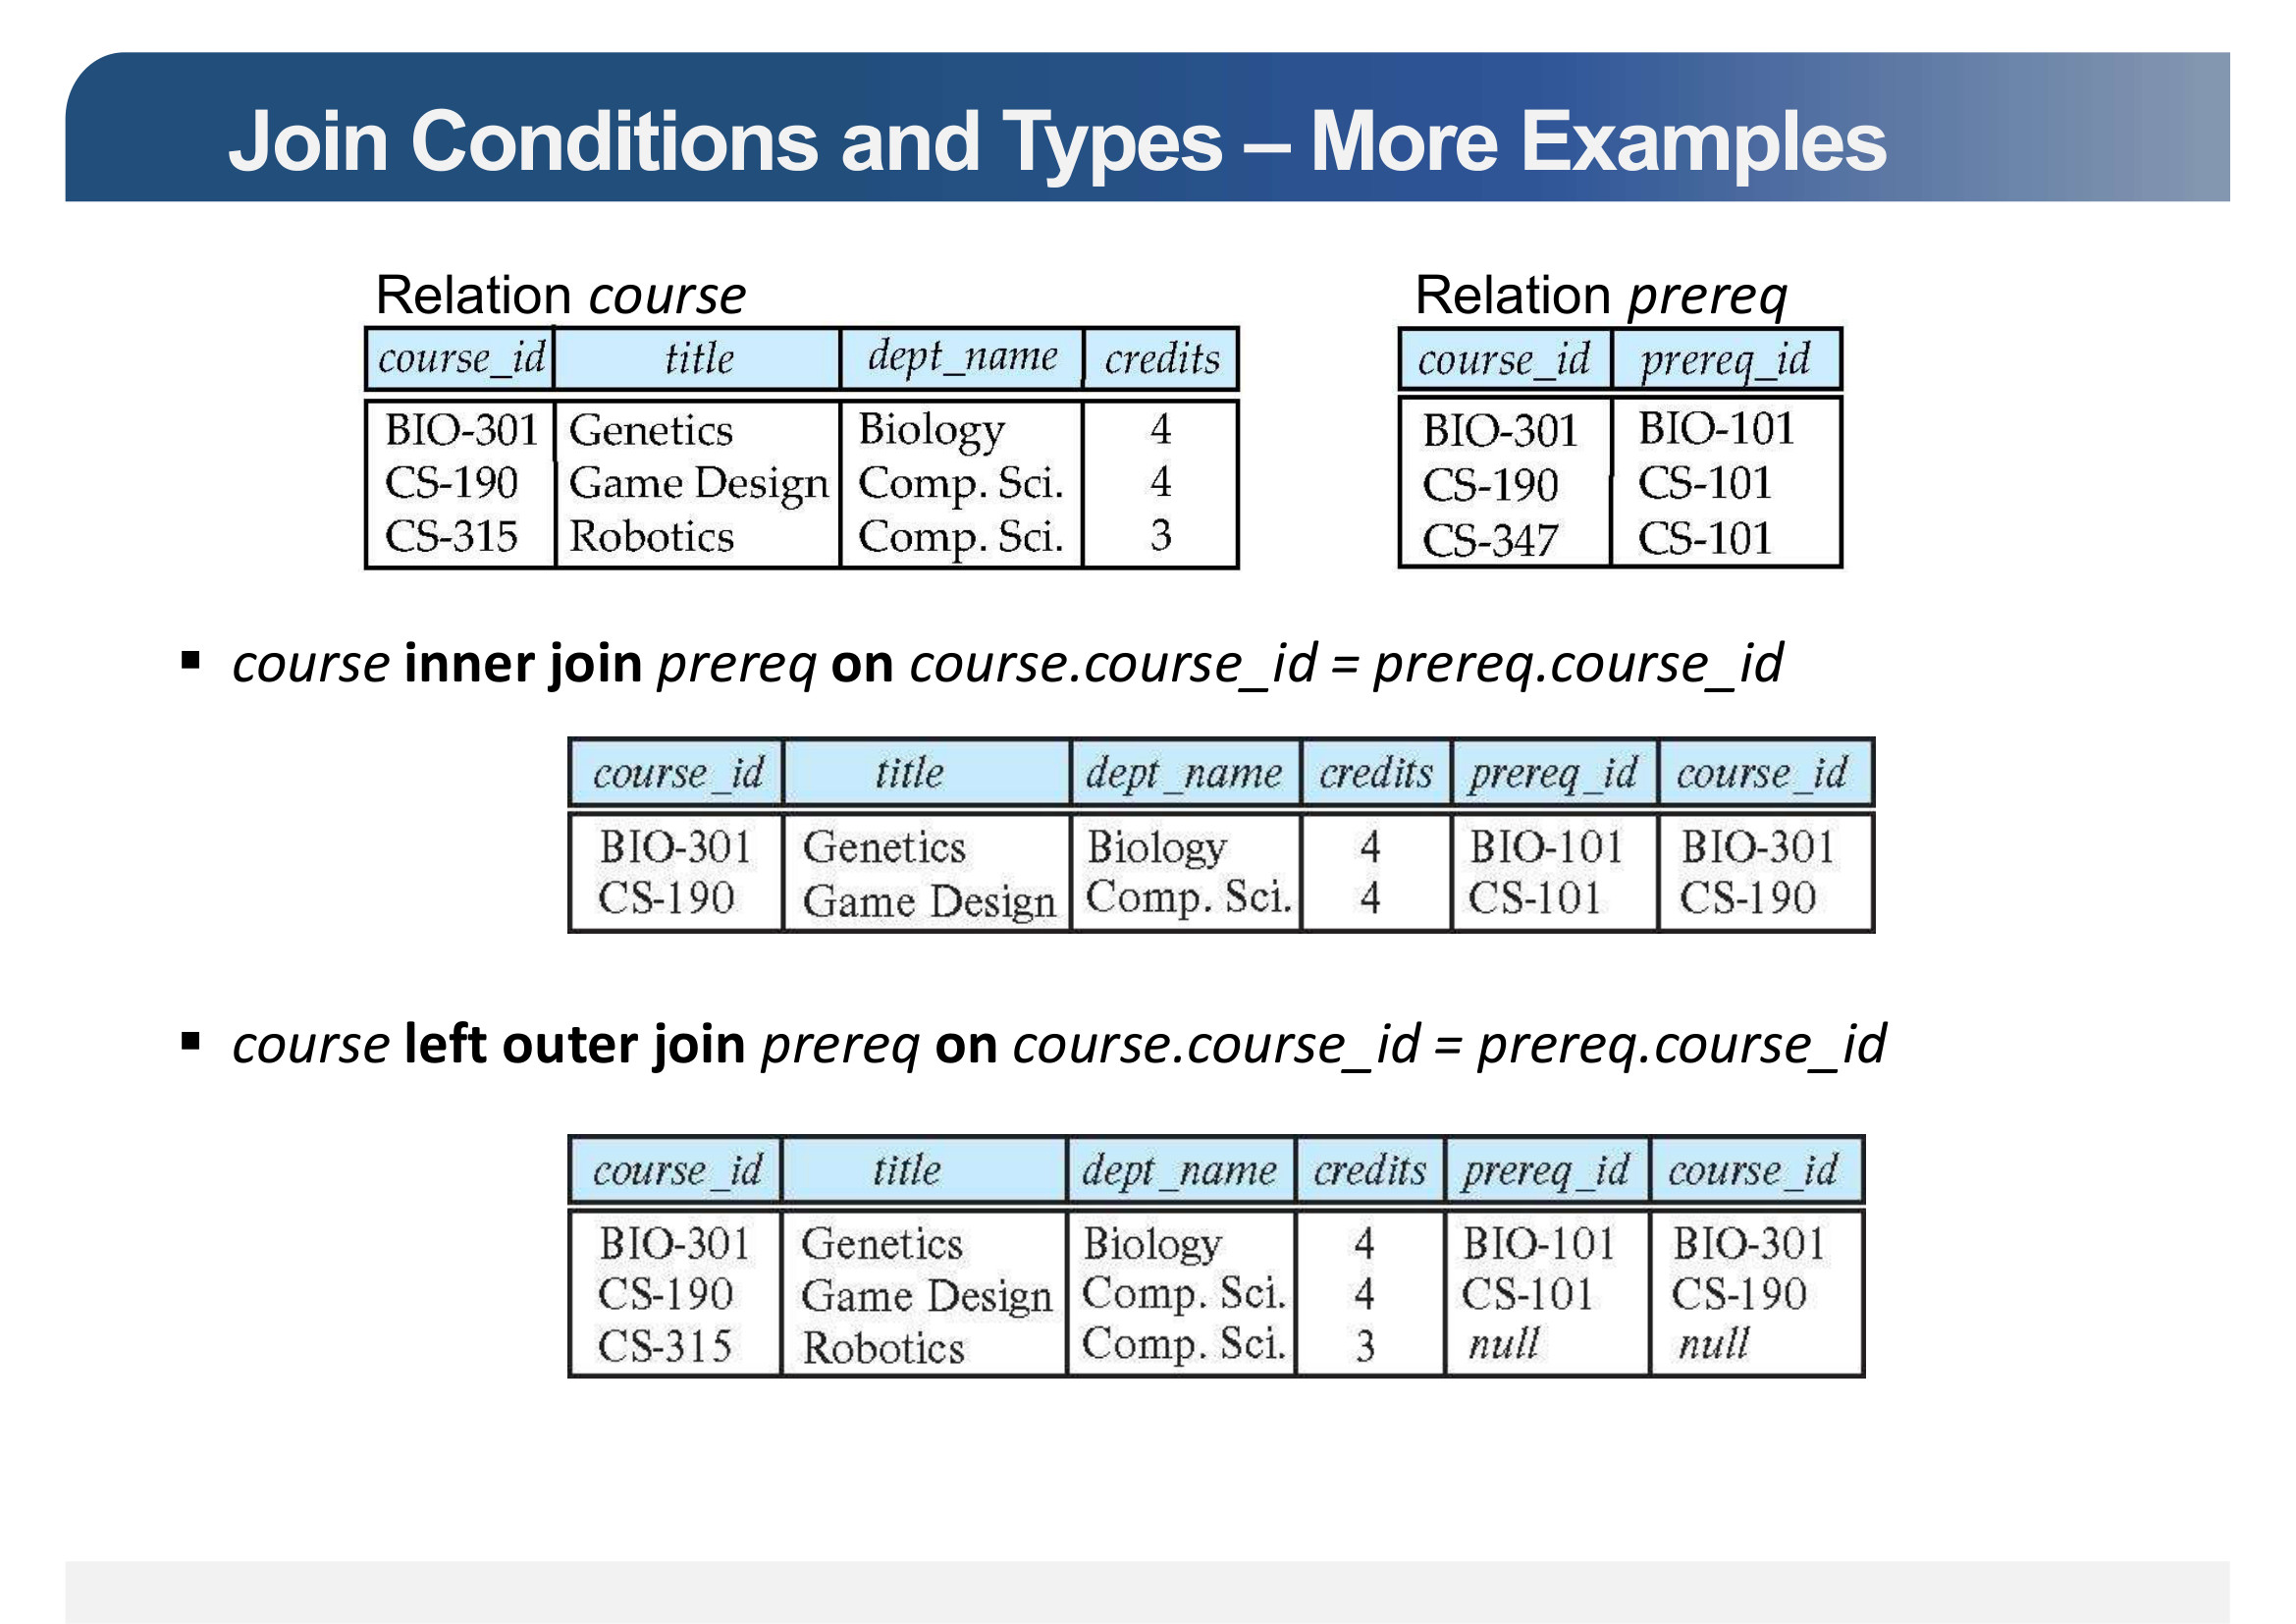 Join Conditions and Types – More Examples
Relation course
course_id title dept_name credits
BIO-301 Genetics Biology 4
CS-190 Game Design Comp. Sci. 4
CS-315 Robotics Comp. Sci. 3
Relation prereq
course_id prereq_id
BIO-301 BIO-101
CS-190 CS-101
CS-347 CS-101
▪ course inner join prereq on course.course_id = prereq.course_id
course_id title dept_name credits prereq_id course_id
BIO-301 Genetics Biology 4 BIO-101 BIO-301
CS-190 Game Design Comp. Sci. 4 CS-101 CS-190
▪ course left outer join prereq on course.course_id = prereq.course_id
course_id title dept_name credits prereq_id course_id
BIO-301 Genetics Biology 4 BIO-101 BIO-301
CS-190 Game Design Comp. Sci. 4 CS-101 CS-190
CS-315 Robotics Comp. Sci. 3 null null